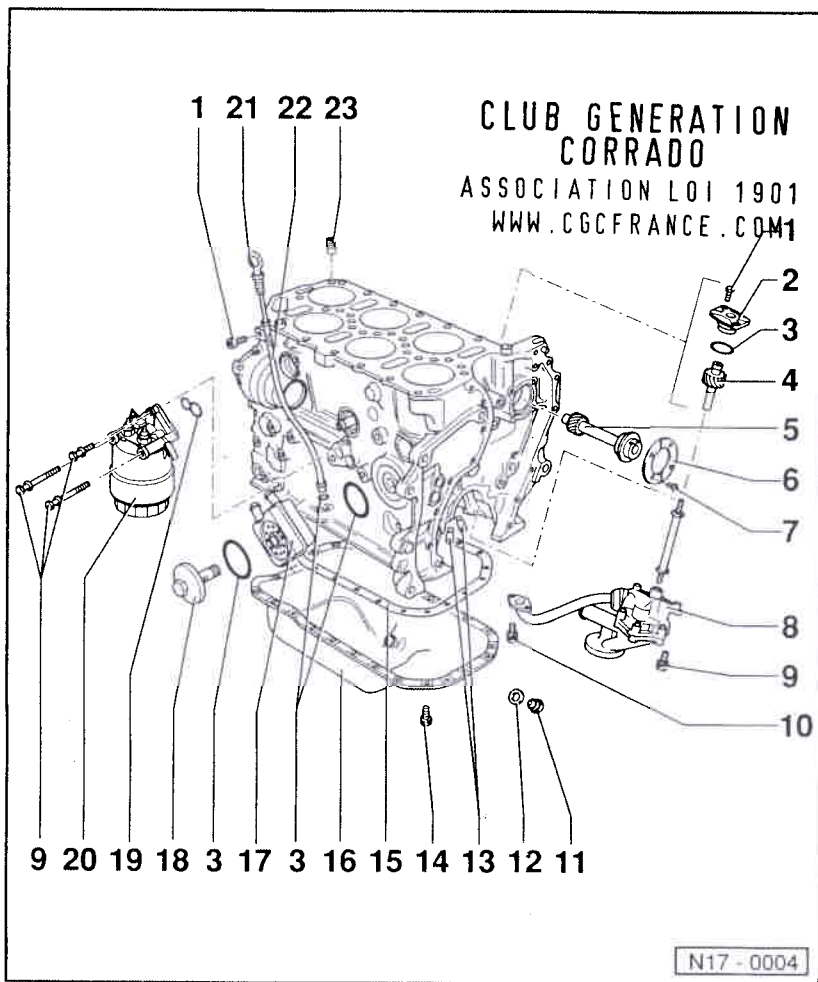 1 21 22 23
CLUB GENERATION
CORRADO
ASSOCIATION LOI 1901
WWW.CGCFRANCE.COM
1
2
3
4
5
6
7
8
9
10
9 20 19 18 3 17 3 16 15 14 13 12 11
N17 - 0004